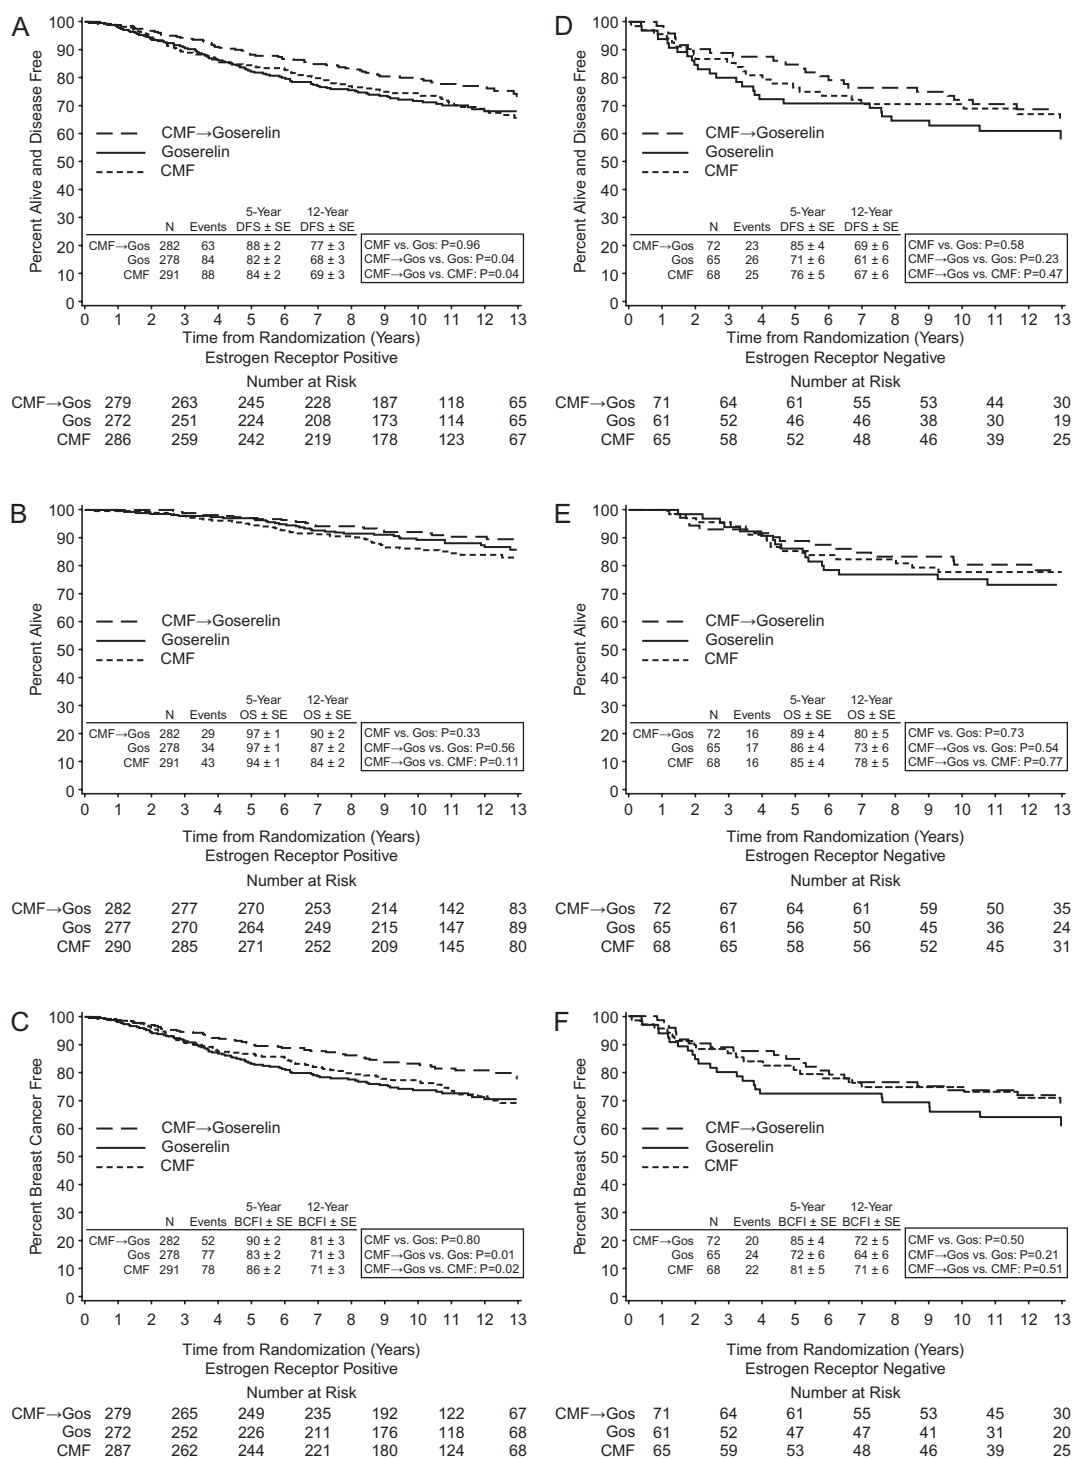 A
Percent Alive and Disease Free
100
90
80
70
60
50
40
30
20
10
0
CMF→Goserelin
Goserelin
CMF
5-Year 12-Year
N Events DFS ± SE DFS ± SE
CMF→Gos 282 63 88 ± 2 77 ± 3
Gos 278 84 82 ± 2 68 ± 3
CMF 291 88 84 ± 2 69 ± 3
CMF vs. Gos: P=0.96
CMF→Gos vs. Gos: P=0.04
CMF→Gos vs. CMF: P=0.04
0 1 2 3 4 5 6 7 8 9 10 11 12 13
Time from Randomization (Years)
Estrogen Receptor Positive
Number at Risk
CMF→Gos 279 263 245 228 187 118 65
Gos 272 251 224 208 173 114 65
CMF 286 259 242 219 178 123 67
D
Percent Alive and Disease Free
100
90
80
70
60
50
40
30
20
10
0
CMF→Goserelin
Goserelin
CMF
5-Year 12-Year
N Events DFS ± SE DFS ± SE
CMF→Gos 72 23 85 ± 4 69 ± 6
Gos 65 26 71 ± 6 61 ± 6
CMF 68 25 76 ± 5 67 ± 6
CMF vs. Gos: P=0.58
CMF→Gos vs. Gos: P=0.23
CMF→Gos vs. CMF: P=0.47
0 1 2 3 4 5 6 7 8 9 10 11 12 13
Time from Randomization (Years)
Estrogen Receptor Negative
Number at Risk
CMF→Gos 71 64 61 55 53 44 30
Gos 61 52 46 46 38 30 19
CMF 65 58 52 48 46 39 25
B
Percent Alive
100
90
80
70
60
50
40
30
20
10
0
CMF→Goserelin
Goserelin
CMF
5-Year 12-Year
N Events OS ± SE OS ± SE
CMF→Gos 282 29 97 ± 1 90 ± 2
Gos 278 34 97 ± 1 87 ± 2
CMF 291 43 94 ± 1 84 ± 2
CMF vs. Gos: P=0.33
CMF→Gos vs. Gos: P=0.56
CMF→Gos vs. CMF: P=0.11
0 1 2 3 4 5 6 7 8 9 10 11 12 13
Time from Randomization (Years)
Estrogen Receptor Positive
Number at Risk
CMF→Gos 282 277 270 253 214 142 83
Gos 277 270 264 249 215 147 89
CMF 290 285 271 252 209 145 80
E
Percent Alive
100
90
80
70
60
50
40
30
20
10
0
CMF→Goserelin
Goserelin
CMF
5-Year 12-Year
N Events OS ± SE OS ± SE
CMF→Gos 72 16 89 ± 4 80 ± 5
Gos 65 17 86 ± 4 73 ± 6
CMF 68 16 85 ± 4 78 ± 5
CMF vs. Gos: P=0.73
CMF→Gos vs. Gos: P=0.54
CMF→Gos vs. CMF: P=0.77
0 1 2 3 4 5 6 7 8 9 10 11 12 13
Time from Randomization (Years)
Estrogen Receptor Negative
Number at Risk
CMF→Gos 72 67 64 61 59 50 35
Gos 65 61 56 50 45 36 24
CMF 68 65 58 56 52 45 31
C
Percent Breast Cancer Free
100
90
80
70
60
50
40
30
20
10
0
CMF→Goserelin
Goserelin
CMF
5-Year 12-Year
N Events BCFI ± SE BCFI ± SE
CMF→Gos 282 52 90 ± 2 81 ± 3
Gos 278 77 83 ± 2 71 ± 3
CMF 291 78 86 ± 2 71 ± 3
CMF vs. Gos: P=0.80
CMF→Gos vs. Gos: P=0.01
CMF→Gos vs. CMF: P=0.02
0 1 2 3 4 5 6 7 8 9 10 11 12 13
Time from Randomization (Years)
Estrogen Receptor Positive
Number at Risk
CMF→Gos 279 265 249 235 192 122 67
Gos 272 252 226 211 176 118 68
CMF 287 262 244 221 180 124 68
F
Percent Breast Cancer Free
100
90
80
70
60
50
40
30
20
10
0
CMF→Goserelin
Goserelin
CMF
5-Year 12-Year
N Events BCFI ± SE BCFI ± SE
CMF→Gos 72 20 85 ± 4 72 ± 5
Gos 65 24 72 ± 6 64 ± 6
CMF 68 22 81 ± 5 71 ± 6
CMF vs. Gos: P=0.50
CMF→Gos vs. Gos: P=0.21
CMF→Gos vs. CMF: P=0.51
0 1 2 3 4 5 6 7 8 9 10 11 12 13
Time from Randomization (Years)
Estrogen Receptor Negative
Number at Risk
CMF→Gos 71 64 61 55 53 45 30
Gos 61 52 47 47 41 31 20
CMF 65 59 53 48 46 39 25